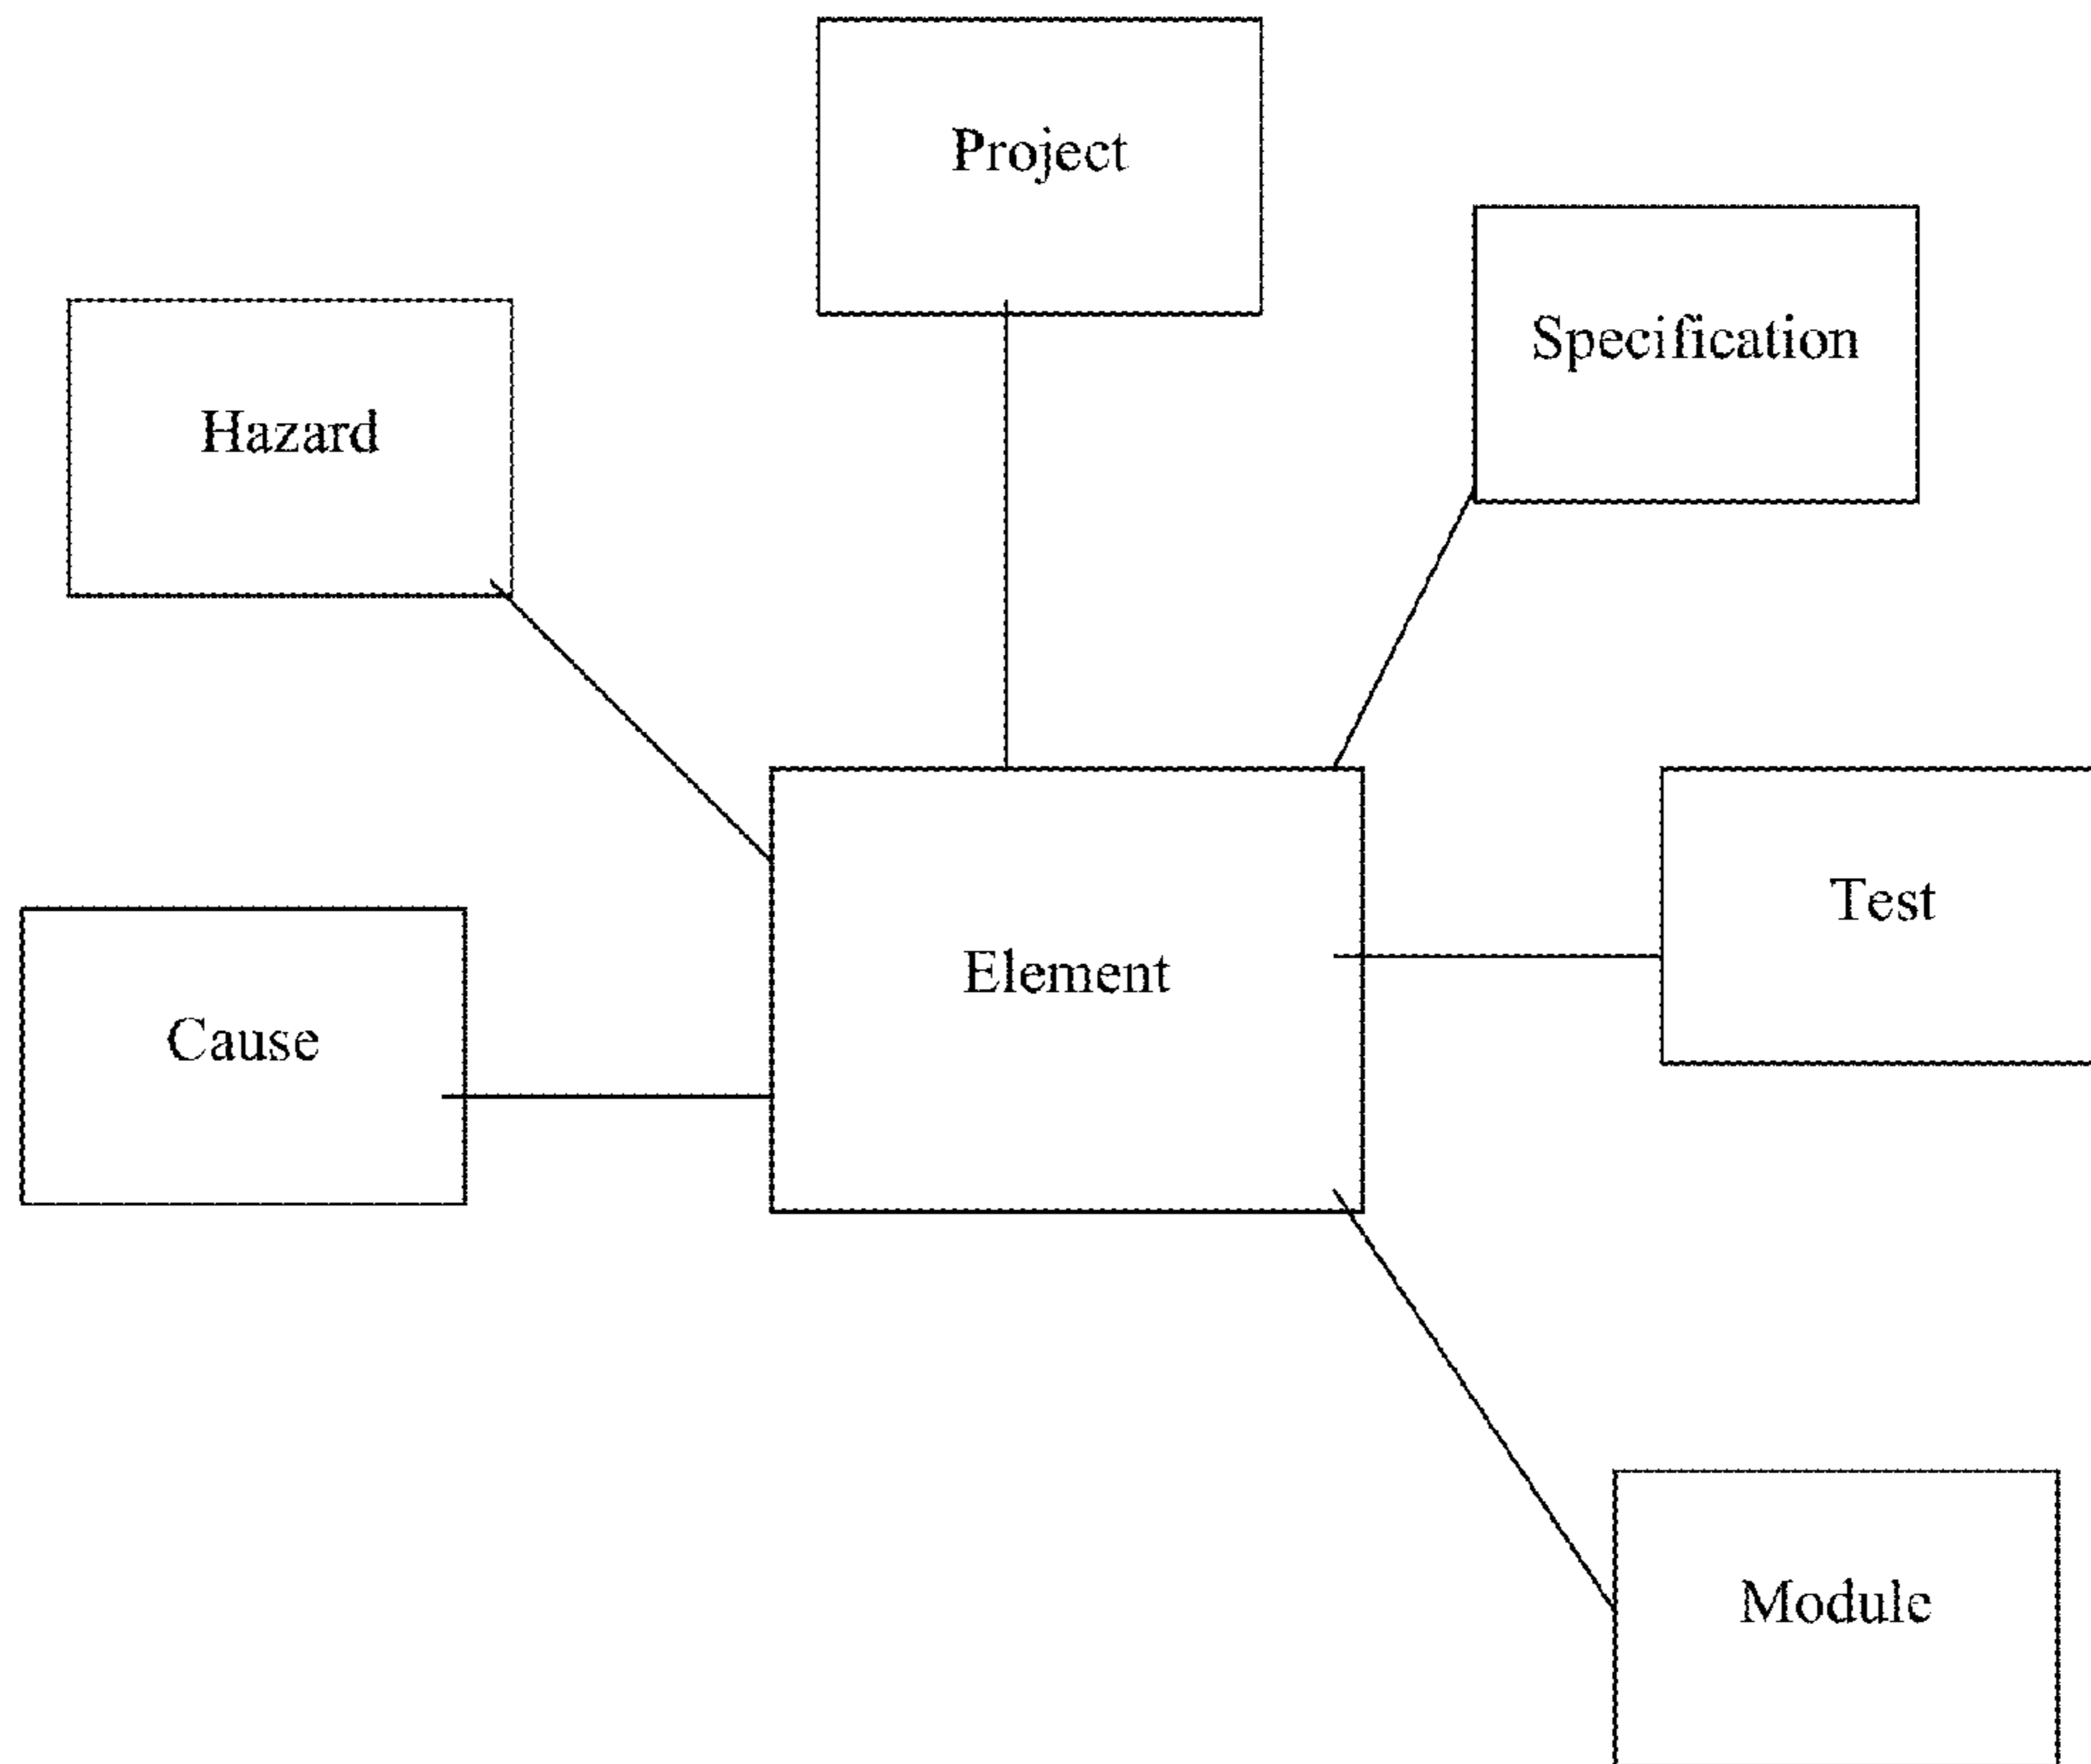 Project
Specification
Hazard
Test
Element
Cause
Module